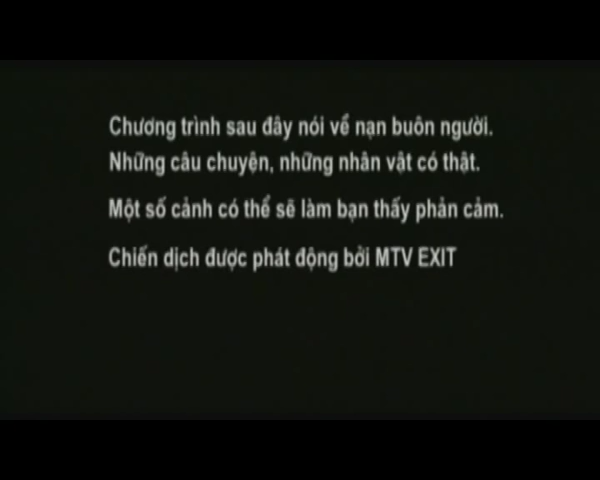 Chương trình sau đây nói về nạn buôn người.
Những câu chuyện, những nhân vật có thật.
Một số cảnh có thể sẽ làm bạn thấy phản cảm.
Chiến dịch được phát động bởi MTV EXIT